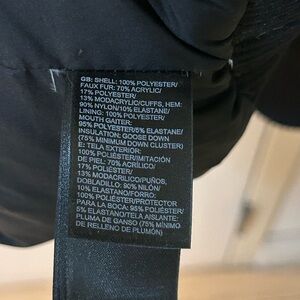 GB: SHELL: 100% POLYESTER/
FAUX FUR: 70% ACRYLIC/
17% POLYESTER/
13% MODACRYLIC/CUFFS, HEM:
90% NYLON/10% ELASTANE/
LINING: 100% POLYESTER/
MOUTH GAITER:
95% POLYESTER/5% ELASTANE/
INSULATION: GOOSE DOWN
(75% MINIMUM DOWN CLUSTER)
E: TELA EXTERIOR:
100% POLIÉSTER/IMITACIÓN
DE PIEL: 70% ACRÍLICO/
17% POLIÉSTER/
13% MODACRÍLICO/PUÑOS,
DOBLADILLO: 90% NILÓN/
10% ELASTANO/FORRO:
100% POLIÉSTER/PROTECTOR
PARA LA BOCA: 95% POLIÉSTER/
5% ELASTANO/TELA AISLANTE:
PLUMA DE GANSO (75% MÍNIMO
DE RELLENO DE PLUMÓN)